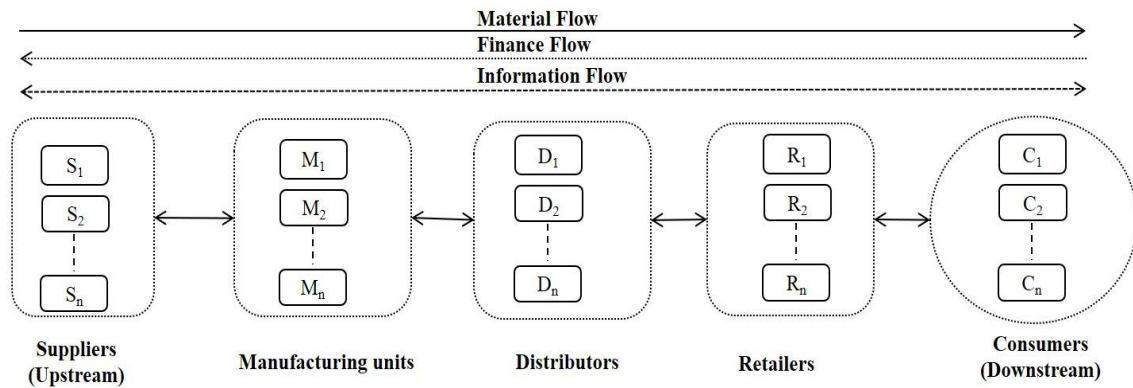 Material Flow
Finance Flow
Information Flow
S₁
S₂
Sₙ
M₁
M₂
Mₙ
D₁
D₂
Dₙ
R₁
R₂
Rₙ
C₁
C₂
Cₙ
Suppliers
(Upstream)
Manufacturing units
Distributors
Retailers
Consumers
(Downstream)